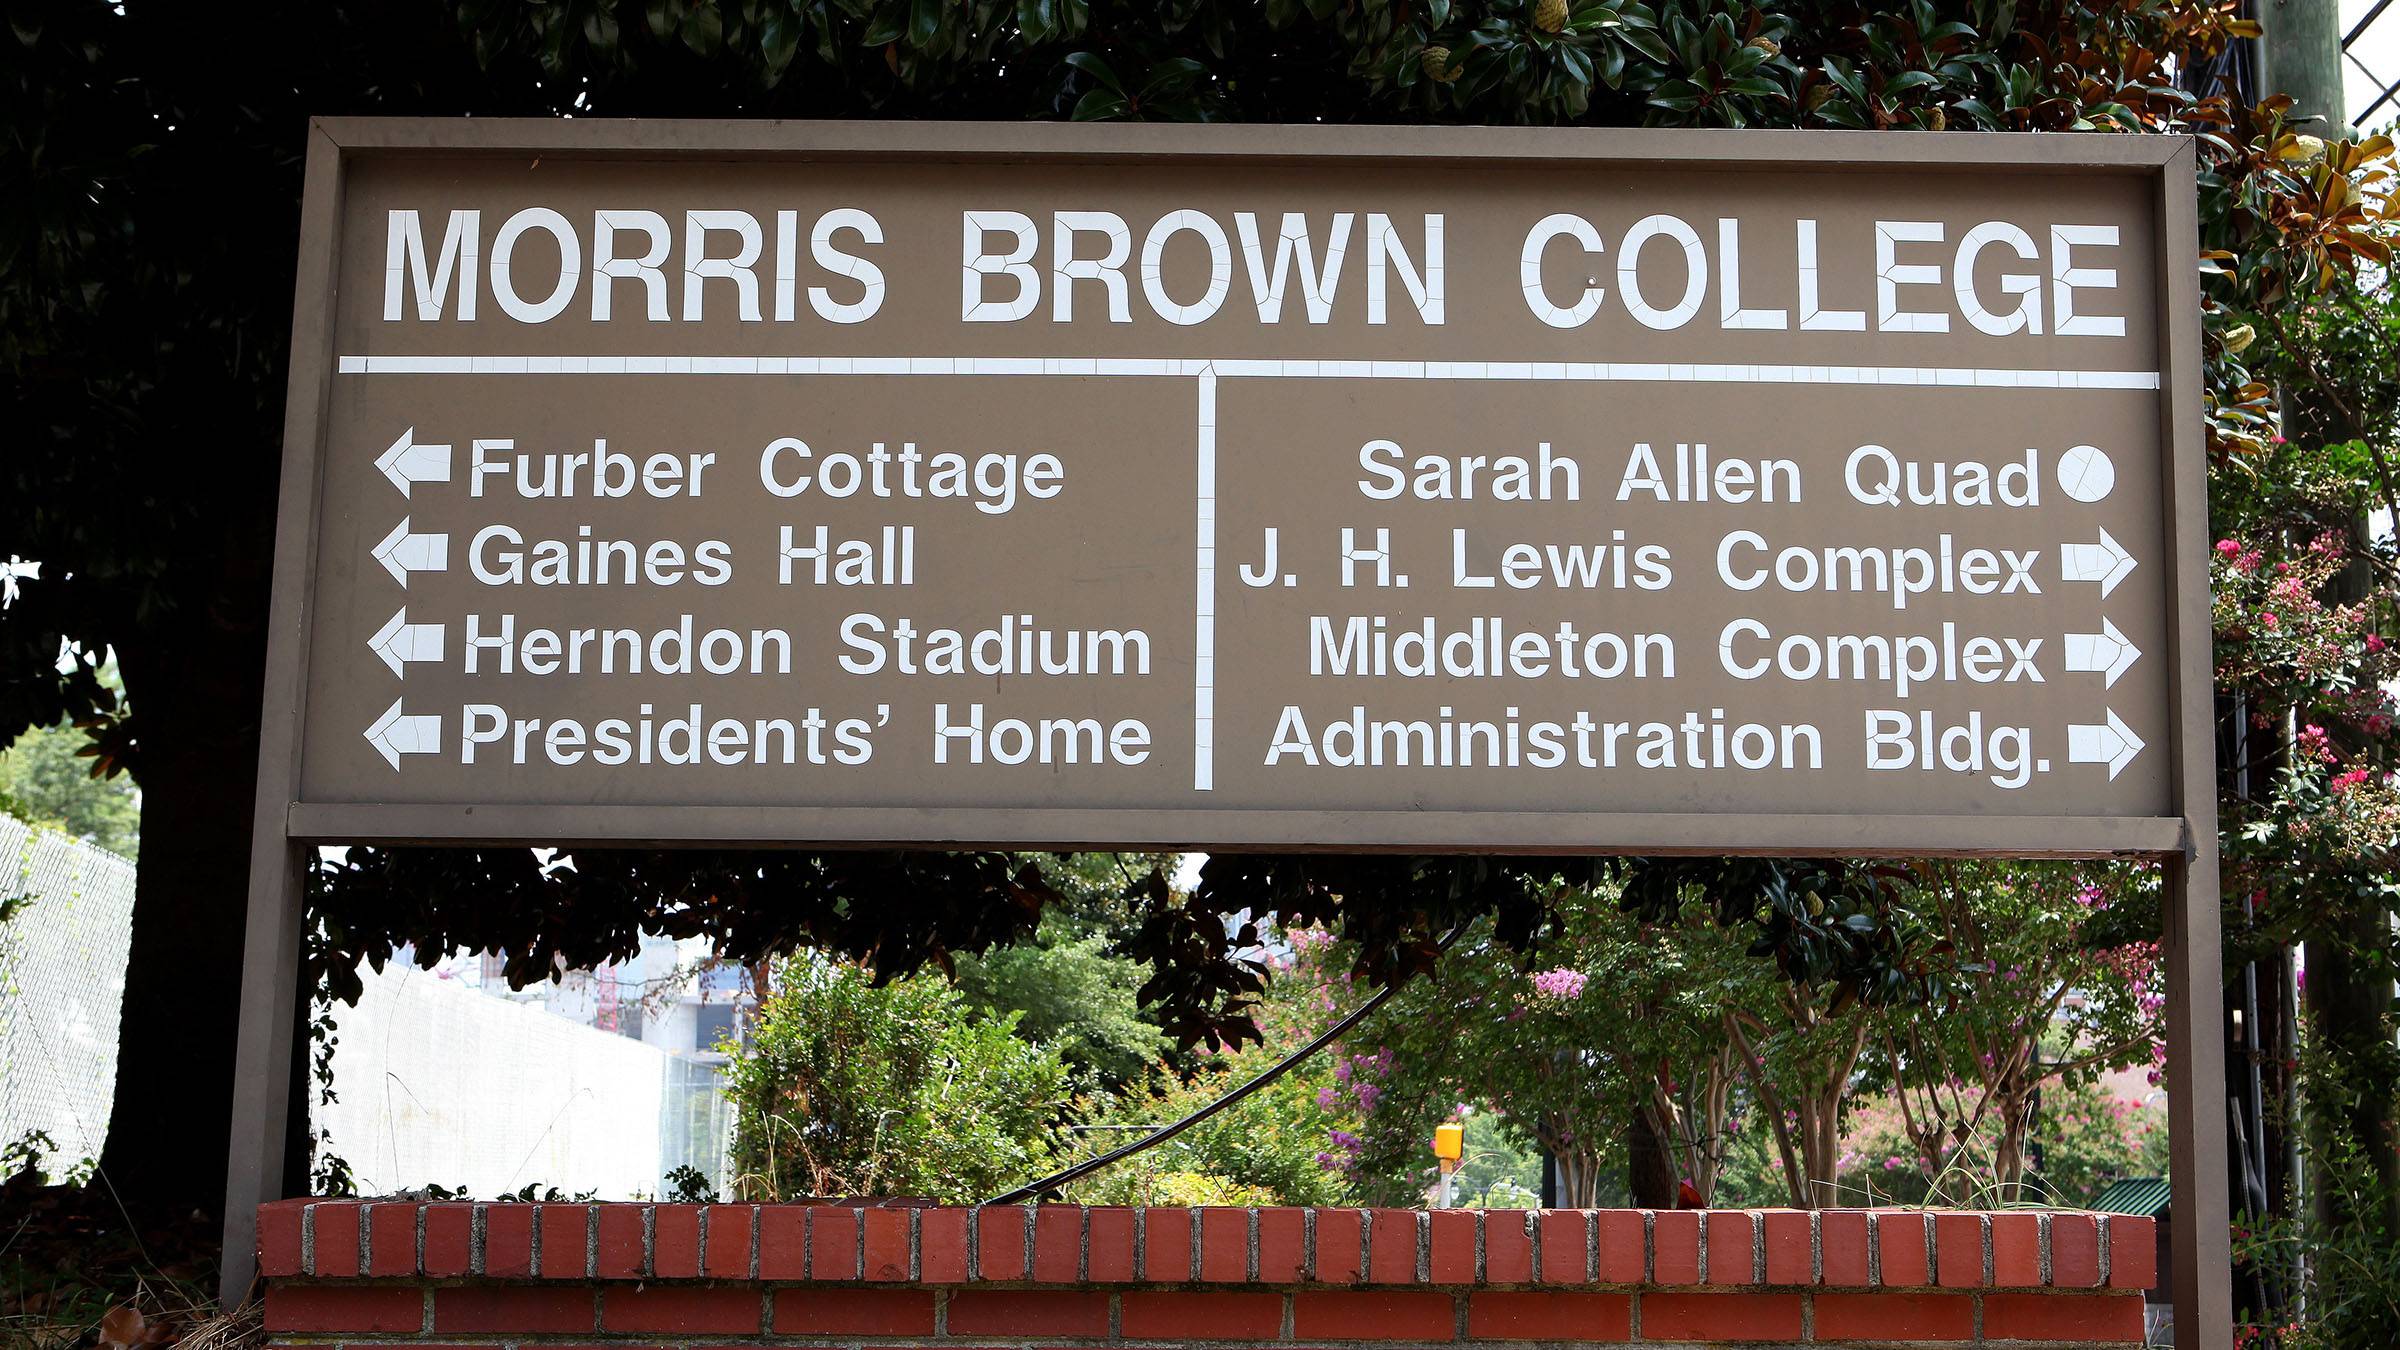 MORRIS BROWN COLLEGE
Furber Cottage
Gaines Hall
Herndon Stadium
Presidents’ Home
Sarah Allen Quad
J. H. Lewis Complex
Middleton Complex
Administration Bldg.